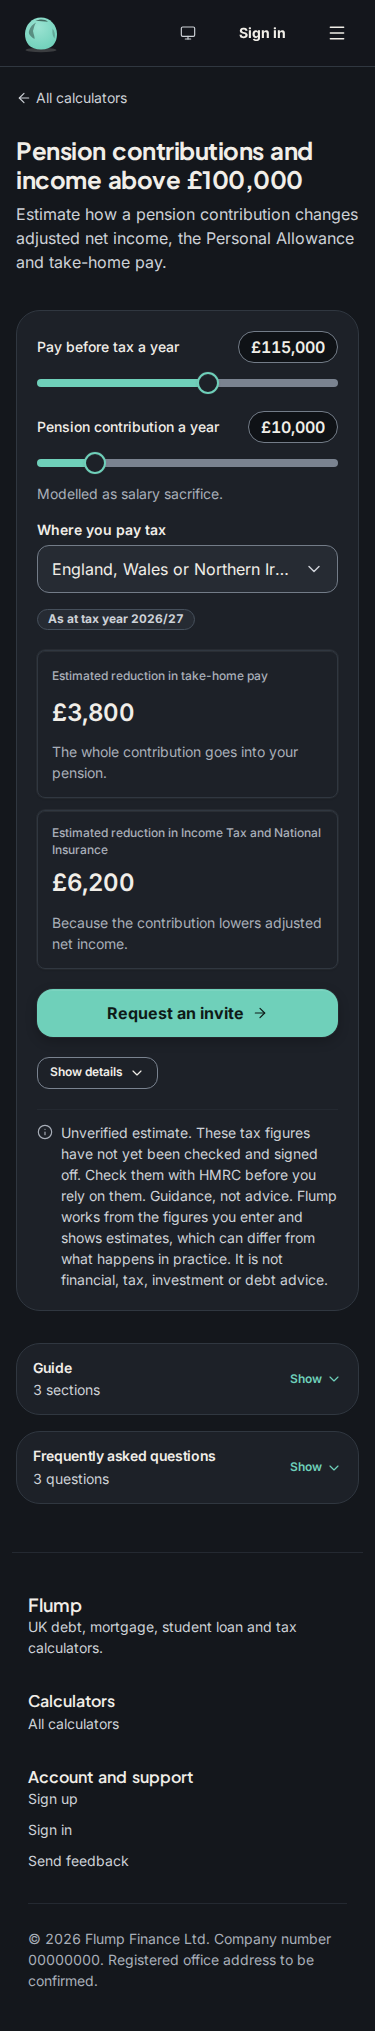 Sign in
All calculators
Pension contributions and
income above £100,000
Estimate how a pension contribution changes
adjusted net income, the Personal Allowance
and take-home pay.
Pay before tax a year
£115,000
Pension contribution a year
£10,000
Modelled as salary sacrifice.
Where you pay tax
England, Wales or Northern Ir...
As at tax year 2026/27
Estimated reduction in take-home pay
£3,800
The whole contribution goes into your
pension.
Estimated reduction in Income Tax and National
Insurance
£6,200
Because the contribution lowers adjusted
net income.
Request an invite
Show details
Unverified estimate. These tax figures
have not yet been checked and signed
off. Check them with HMRC before you
rely on them. Guidance, not advice. Flump
works from the figures you enter and
shows estimates, which can differ from
what happens in practice. It is not
financial, tax, investment or debt advice.
Guide
3 sections
Show
Frequently asked questions
3 questions
Show
Flump
UK debt, mortgage, student loan and tax
calculators.
Calculators
All calculators
Account and support
Sign up
Sign in
Send feedback
© 2026 Flump Finance Ltd. Company number
00000000. Registered office address to be
confirmed.